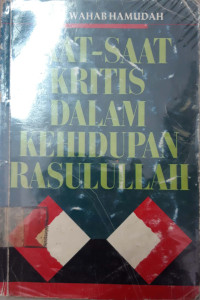 WAHAB HAMUDAH
AT-SAAT
KRITIS
DALAM
KEHIDUPAN
RASULULLAH